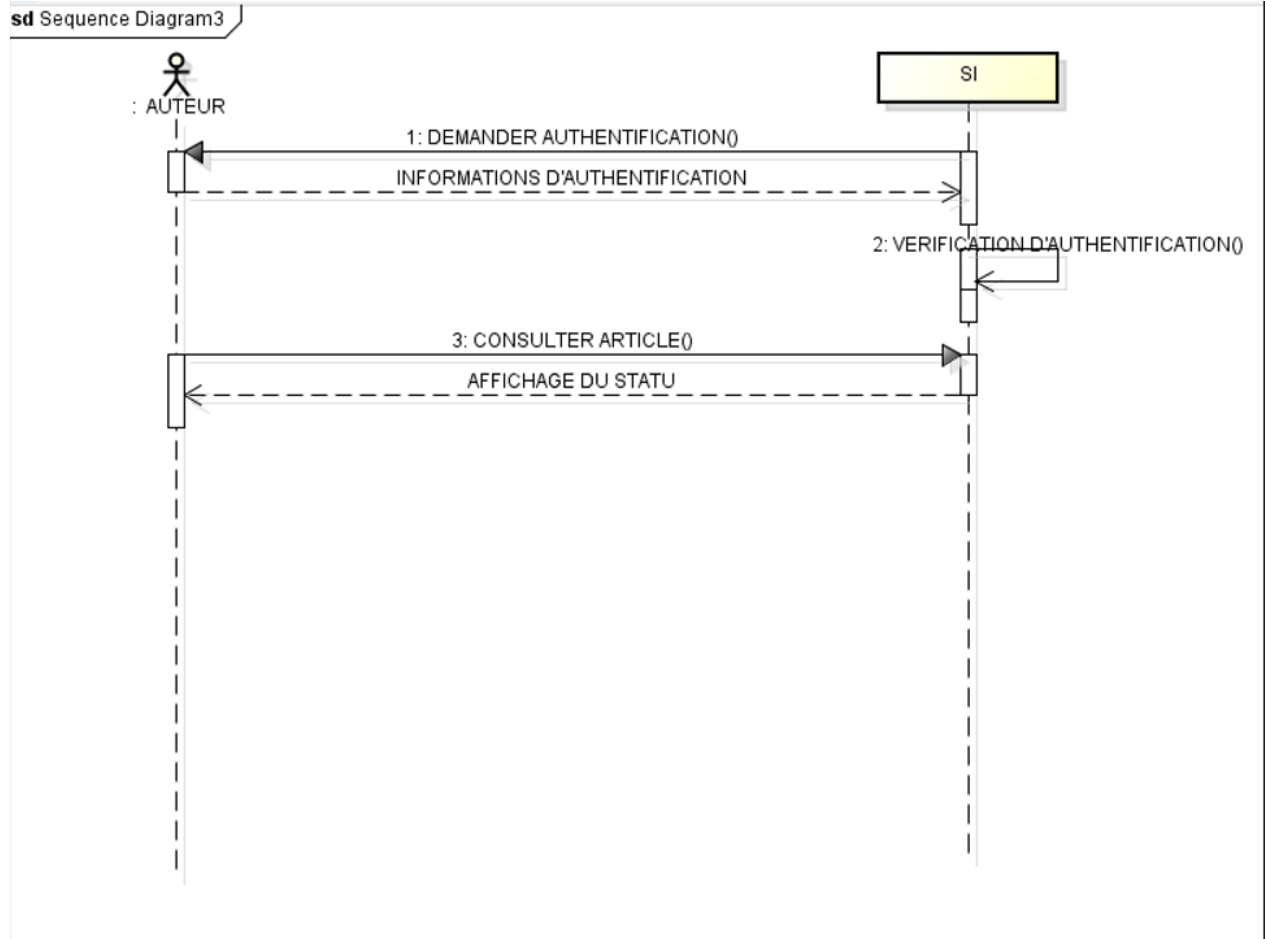 sd Sequence Diagram3
: AUTEUR
SI
1: DEMANDER AUTHENTIFICATION()
INFORMATIONS D'AUTHENTIFICATION
2: VERIFICATION D'AUTHENTIFICATION()
3: CONSULTER ARTICLE()
AFFICHAGE DU STATU